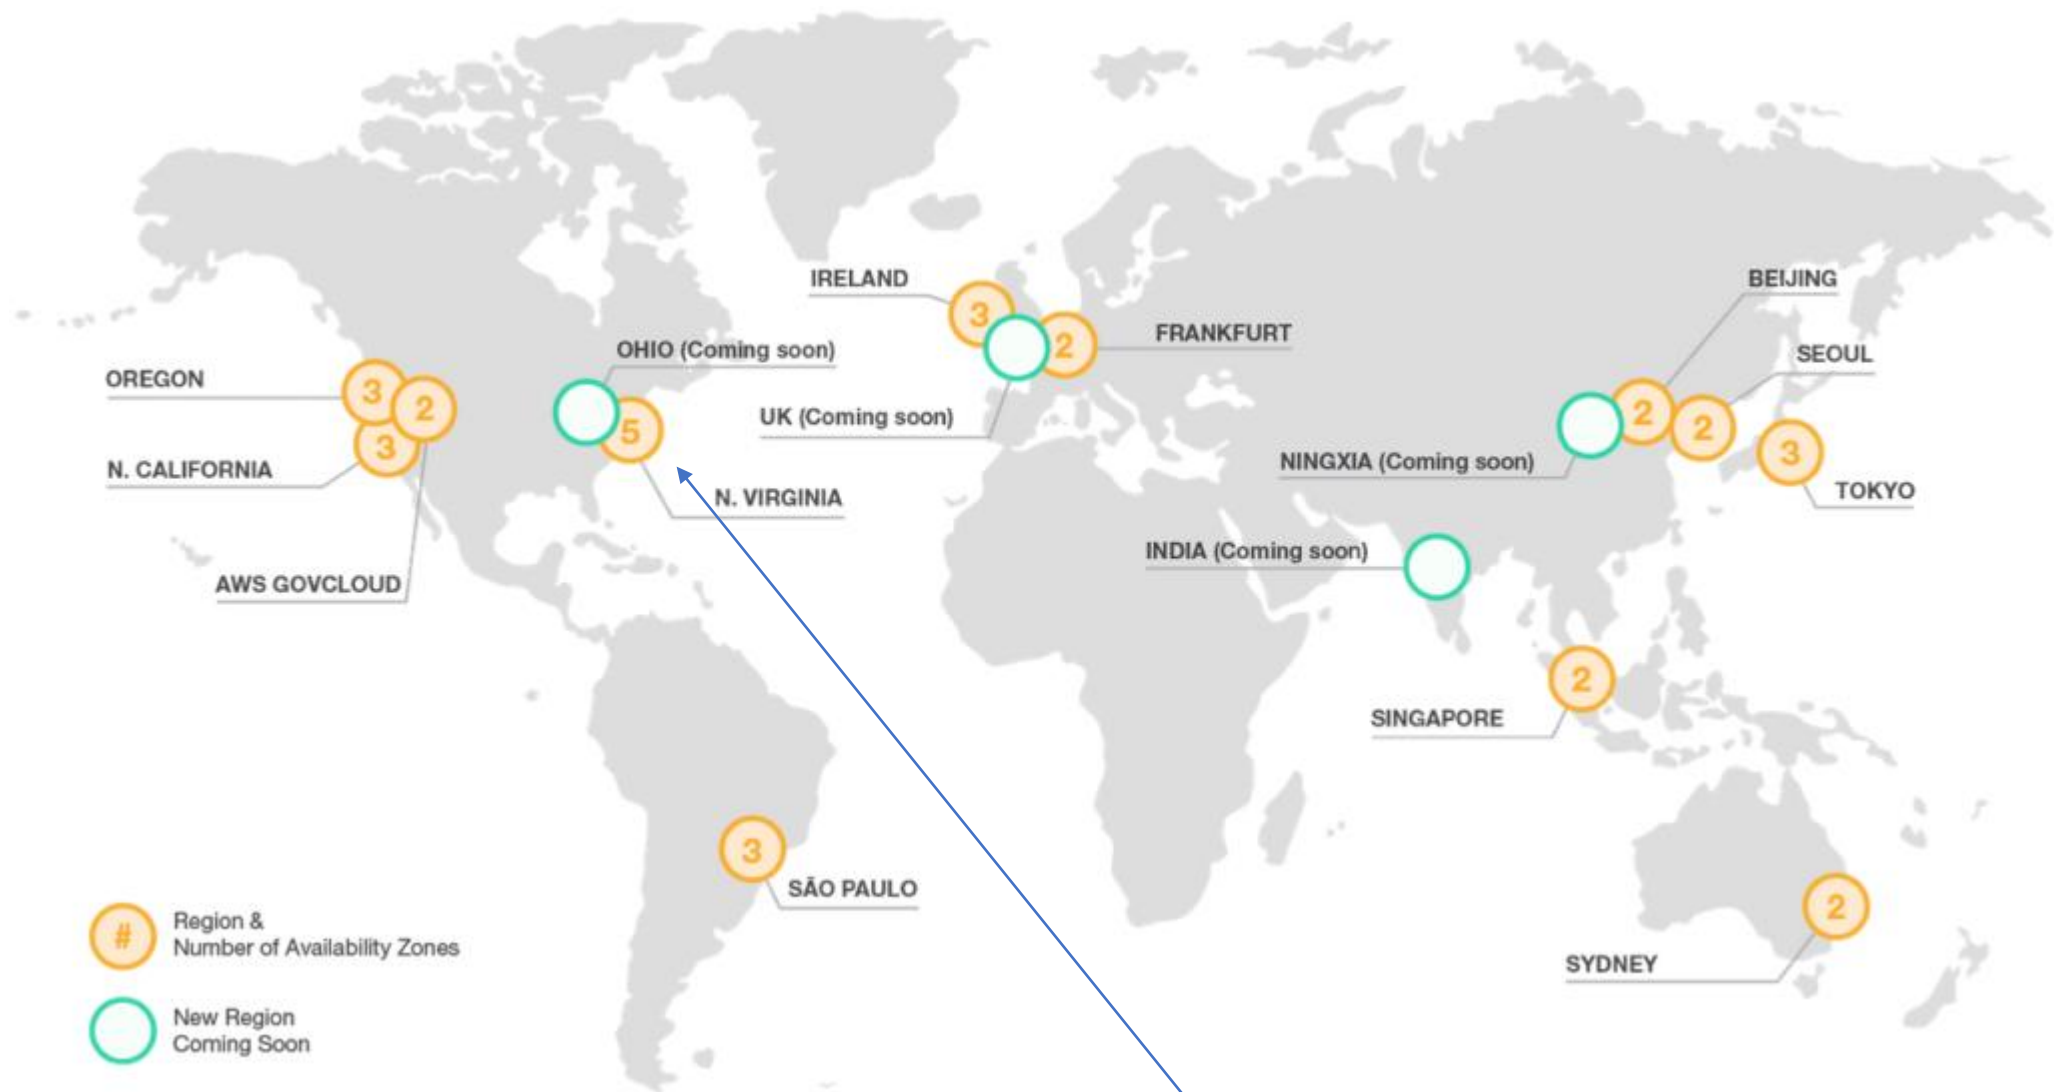 IRELAND
3
2
FRANKFURT
BEIJING
SEOUL
OHIO (Coming soon)
OREGON
3
2
3
5
UK (Coming soon)
2
2
3
N. CALIFORNIA
NINGXIA (Coming soon)
N. VIRGINIA
TOKYO
INDIA (Coming soon)
AWS GOVCLOUD
2
SINGAPORE
3
SÃO PAULO
2
SYDNEY
#
Region &
Number of Availability Zones
New Region
Coming Soon